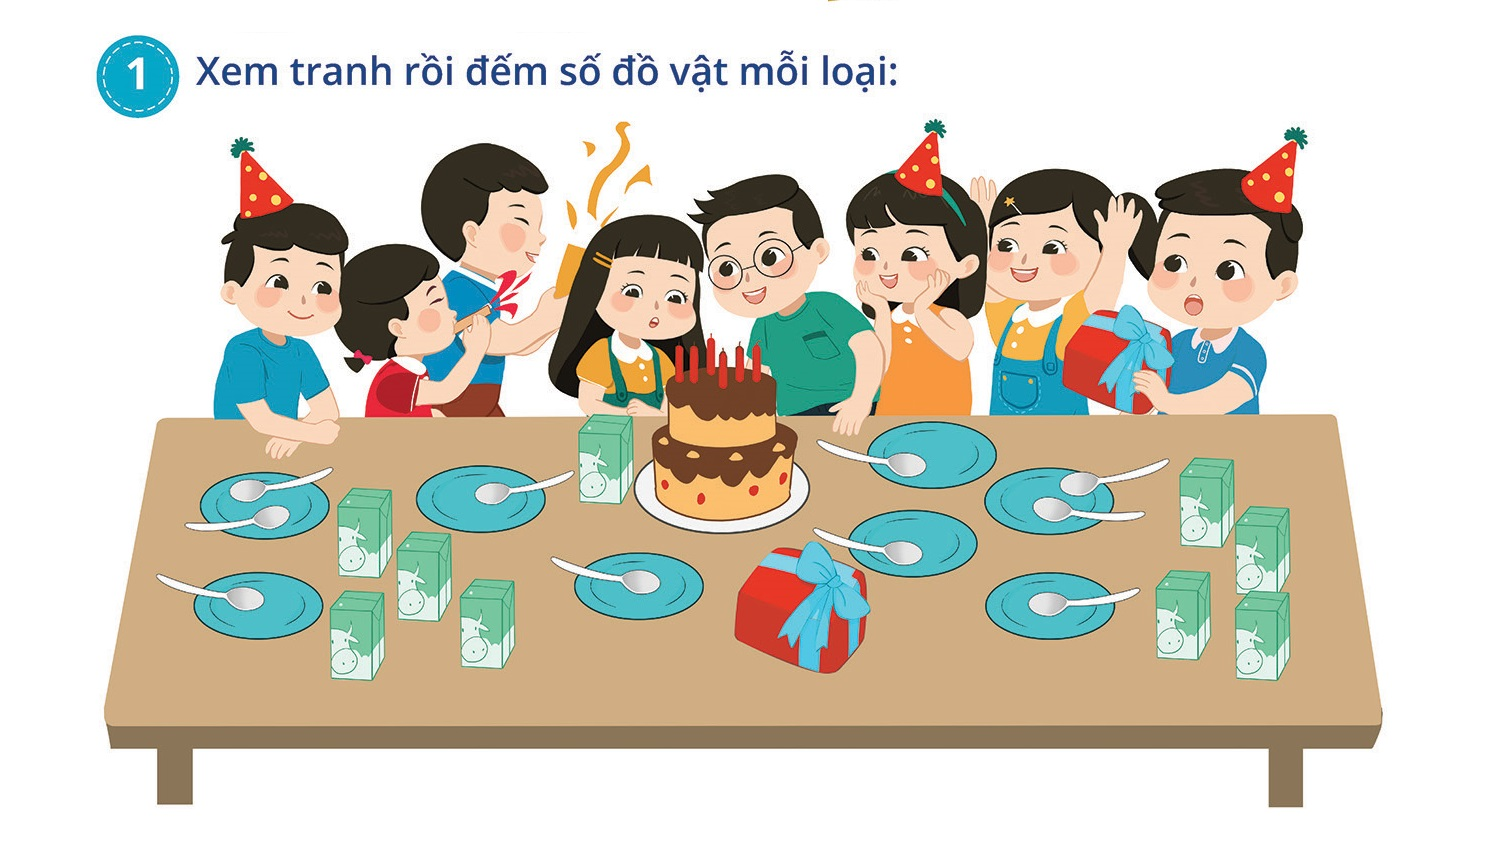 1 Xem tranh rồi đếm số đồ vật mỗi loại: